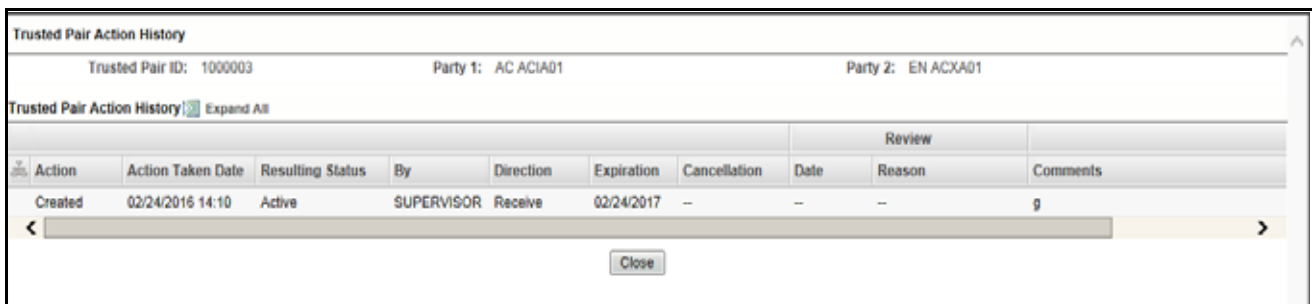 Trusted Pair Action History
Trusted Pair ID: 1000003 Party 1: AC ACIA01 Party 2: EN ACXA01
Trusted Pair Action History Expand All
Review
Action Action Taken Date Resulting Status By Direction Expiration Cancellation Date Reason Comments
Created 02/24/2016 14:10 Active SUPERVISOR Receive 02/24/2017 -- -- -- g
Close